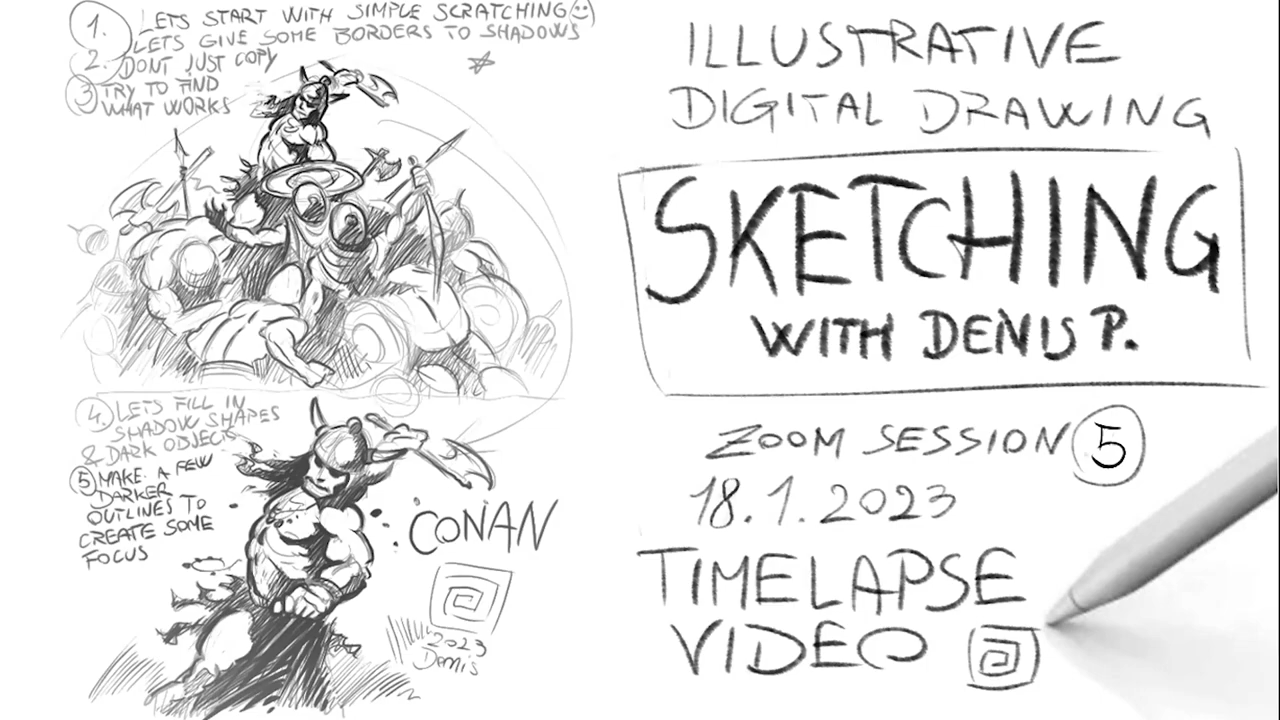 1. LETS START WITH SIMPLE SCRATCHING
LETS GIVE SOME BORDERS TO SHADOWS
2. DONT JUST COPY
3 TRY TO FIND
WHAT WORKS
4. LETS FILL IN
SHADOW SHAPES
& DARK OBJECTS
5 MAKE A FEW
DARKER
OUTLINES TO
CREATE SOME
FOCUS
CONAN
2023
Denis
ILLUSTRATIVE
DIGITAL DRAWING
SKETCHING
WITH DENIS P.
ZOOM SESSION 5
18.1.2023
TIMELAPSE
VIDEO